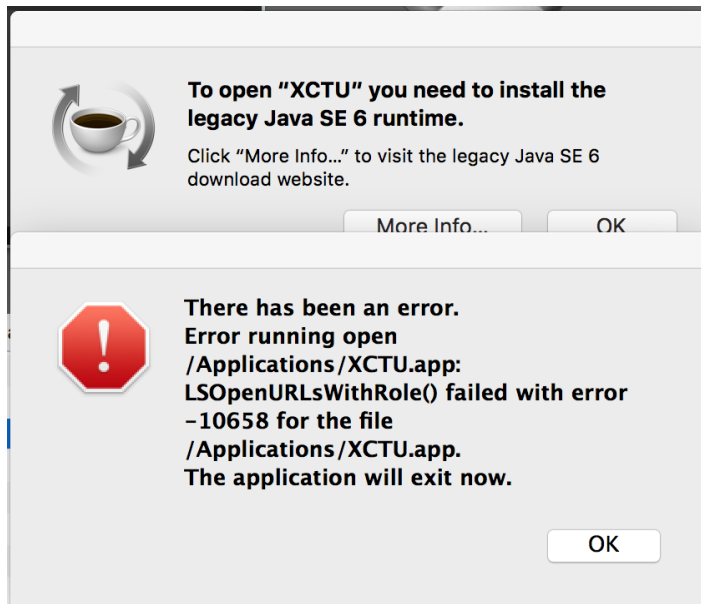 To open “XCTU” you need to install the
legacy Java SE 6 runtime.
Click “More Info...” to visit the legacy Java SE 6
download website.
More Info...
OK
There has been an error.
Error running open
/Applications/XCTU.app:
LSOpenURLsWithRole() failed with error
-10658 for the file
/Applications/XCTU.app.
The application will exit now.
OK